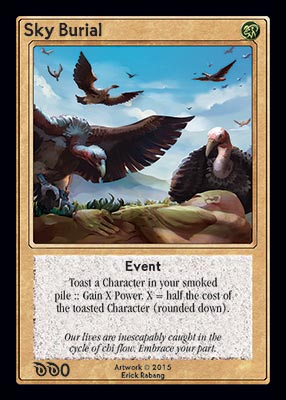 Sky Burial
Event
Toast a Character in your smoked
pile :: Gain X Power, X = half the cost of
the toasted Character (rounded down).
Our lives are inescapably caught in the
cycle of chi flow. Embrace your part.
Artwork © 2015
Erick Rabang